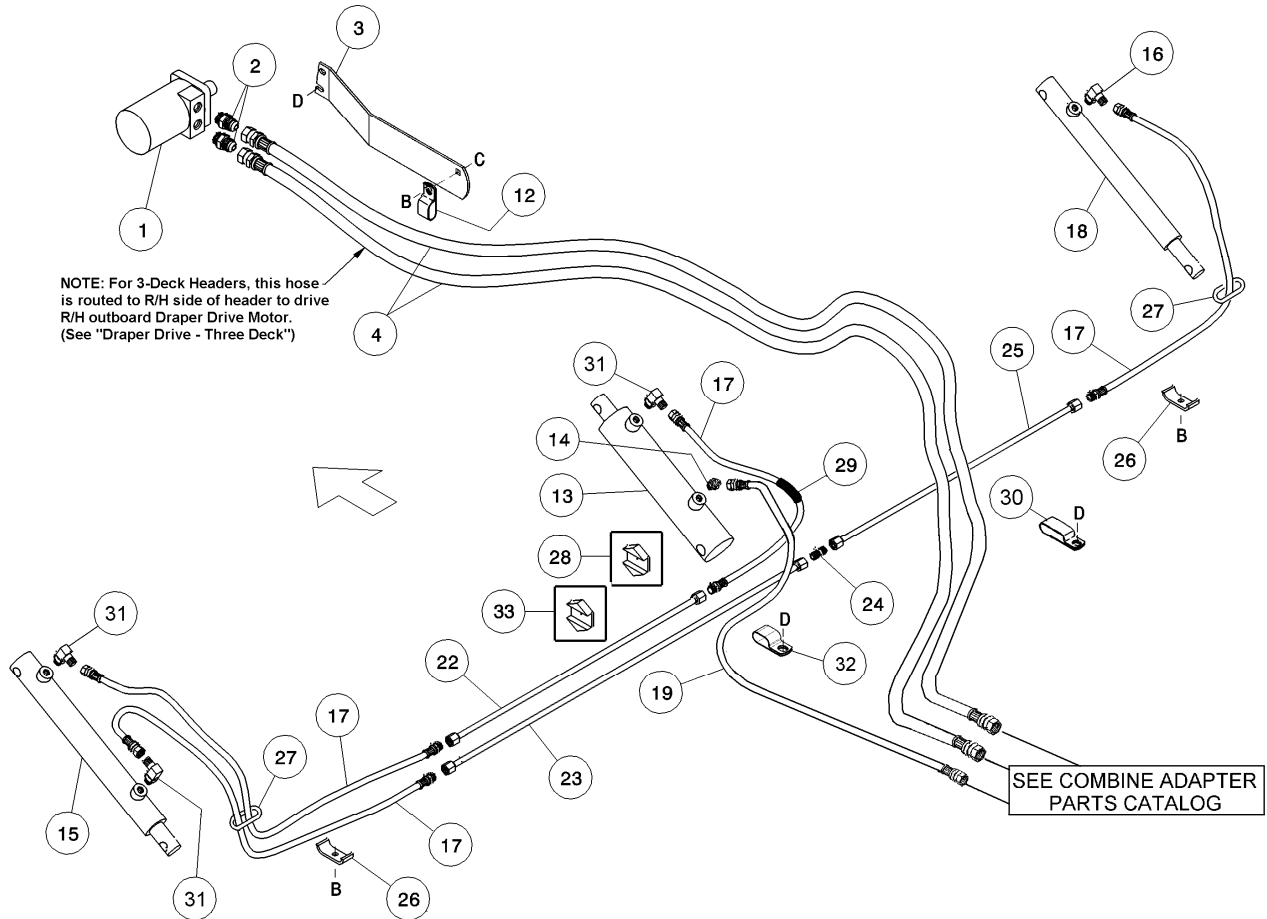 3
16
2
D
C
B
12
1
18
NOTE: For 3-Deck Headers, this hose
is routed to R/H side of header to drive
R/H outboard Draper Drive Motor.
(See "Draper Drive - Three Deck")
4
27
17
25
31
17
14
26
B
29
13
30
D
28
24
33
31
D
32
22
19
17
27
23
SEE COMBINE ADAPTER
PARTS CATALOG
15
17
31
B
26